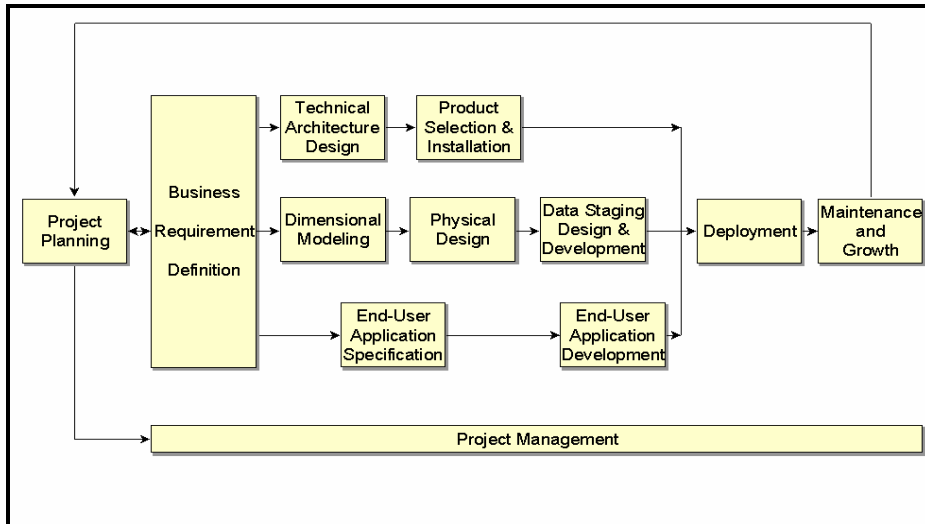 Project
Planning
Business
Requirement
Definition
Technical
Architecture
Design
Product
Selection &
Installation
Dimensional
Modeling
Physical
Design
Data Staging
Design &
Development
End-User
Application
Specification
End-User
Application
Development
Deployment
Maintenance
and
Growth
Project Management